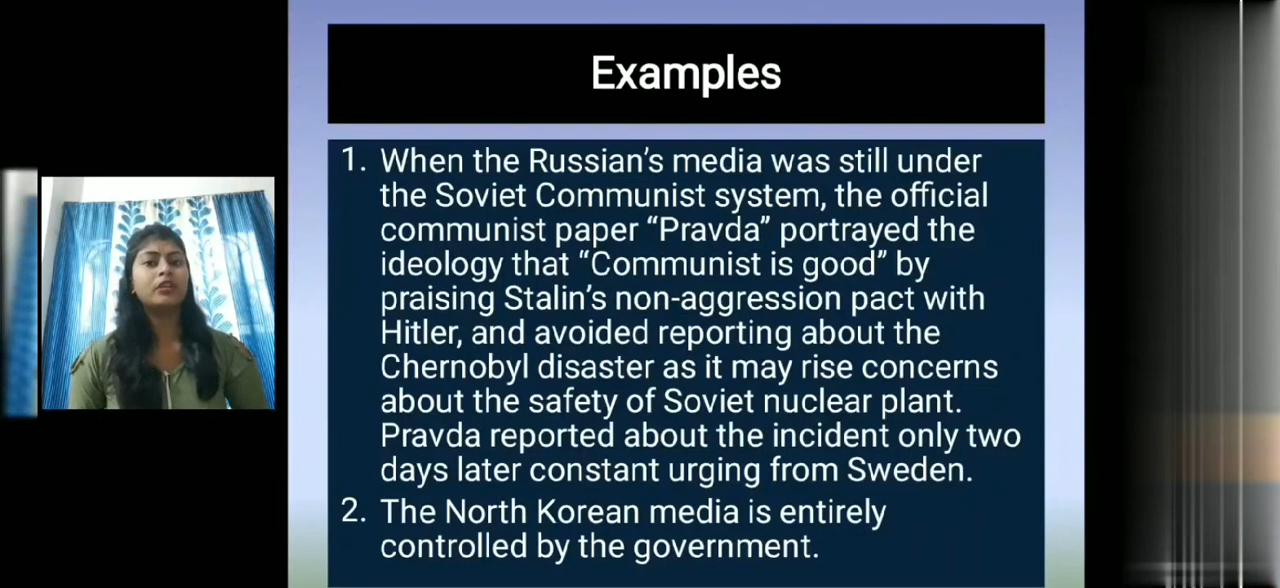 Examples
1. When the Russian's media was still under
the Soviet Communist system, the official
communist paper “Pravda” portrayed the
ideology that “Communist is good” by
praising Stalin's non-aggression pact with
Hitler, and avoided reporting about the
Chernobyl disaster as it may rise concerns
about the safety of Soviet nuclear plant.
Pravda reported about the incident only two
days later constant urging from Sweden.
2. The North Korean media is entirely
controlled by the government.